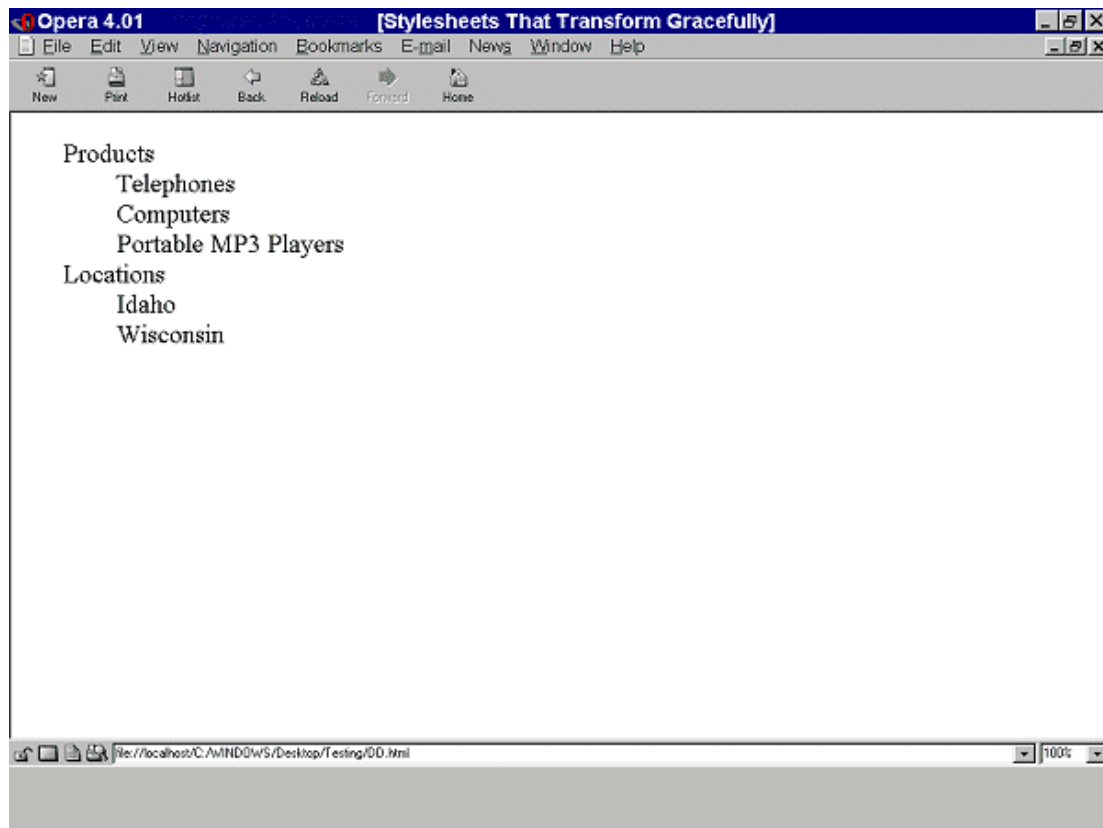 Opera 4.01 [Stylesheets That Transform Gracefully]
File Edit View Navigation Bookmarks E-mail News Window Help
New Print Hotlist Back Reload Forward Home
Products
Telephones
Computers
Portable MP3 Players
Locations
Idaho
Wisconsin
file://localhost/C:/WINDOWS/Desktop/Testing/DD.html 100%